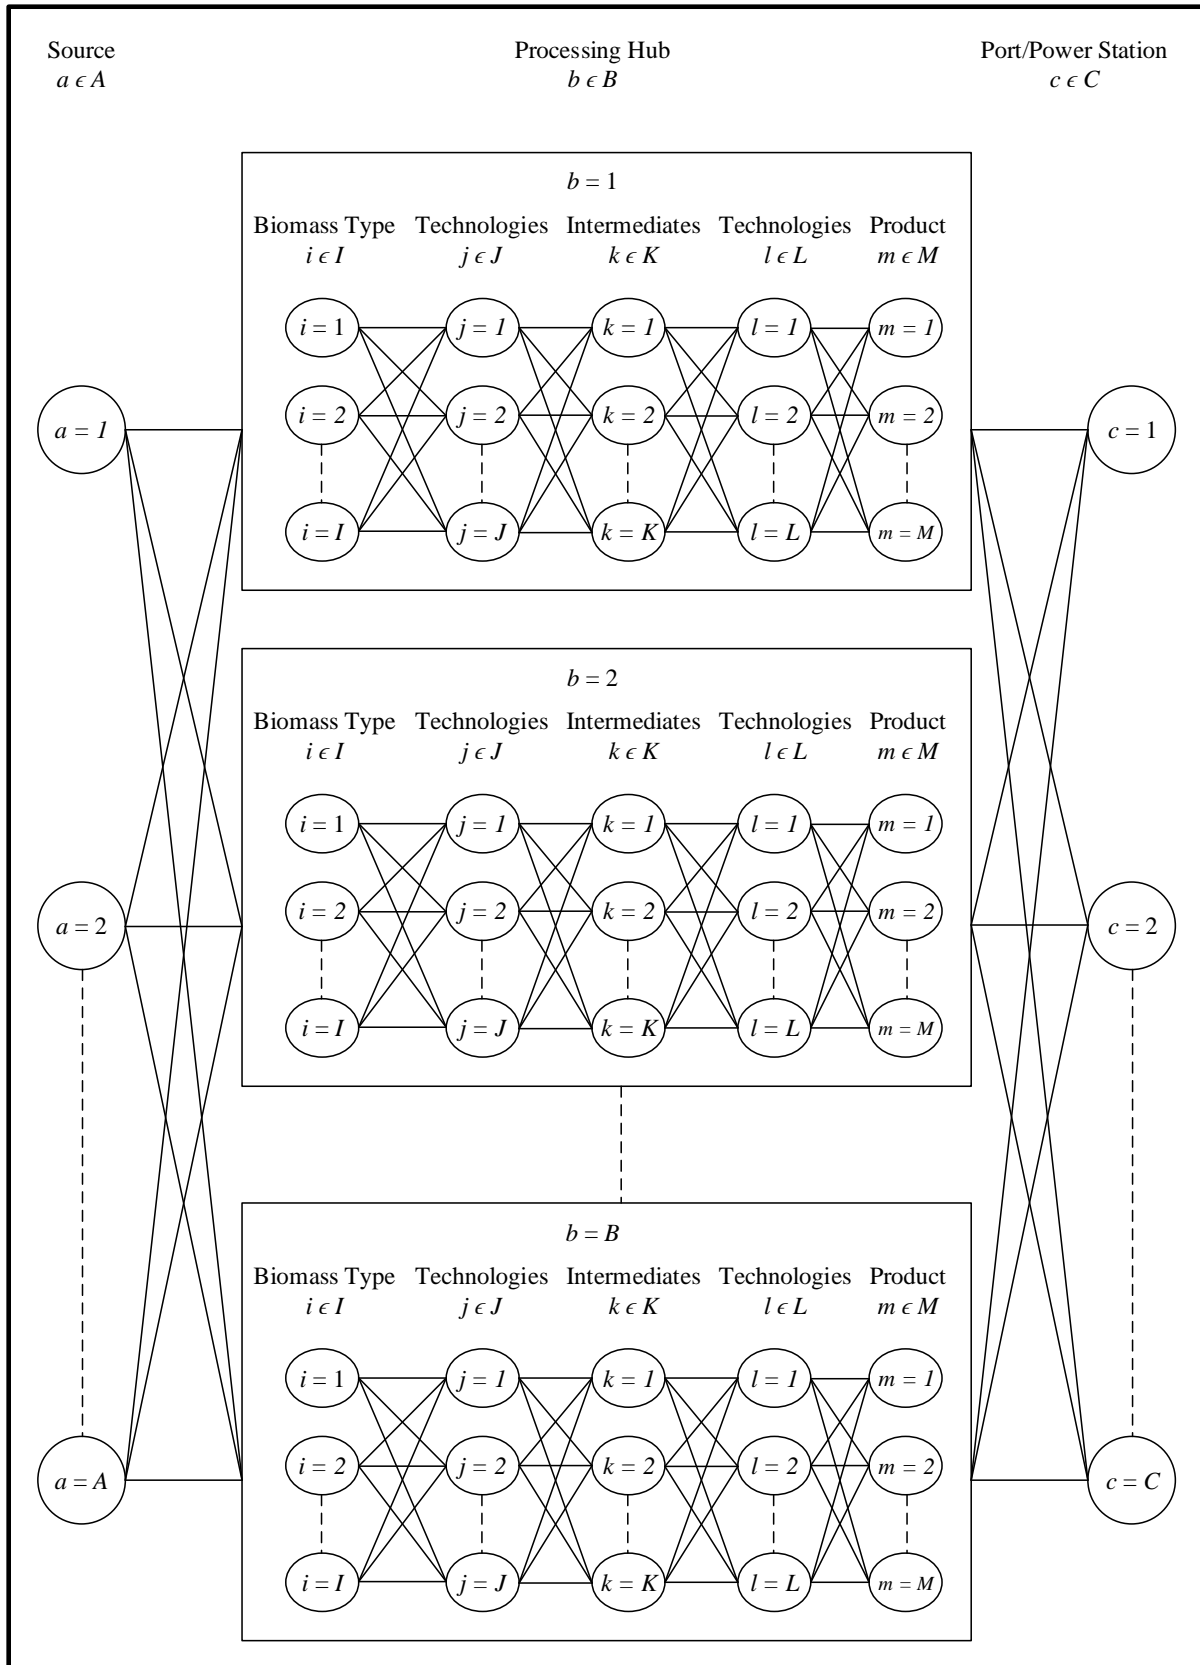 Source Processing Hub Port/Power Station
a ϵ A b ϵ B c ϵ C
b = 1
Biomass Type Technologies Intermediates Technologies Product
i ϵ I j ϵ J k ϵ K l ϵ L m ϵ M
i = 1 j = 1 k = 1 l = 1 m = 1
i = 2 j = 2 k = 2 l = 2 m = 2
a = 1 c = 1
i = I j = J k = K l = L m = M
b = 2
Biomass Type Technologies Intermediates Technologies Product
i ϵ I j ϵ J k ϵ K l ϵ L m ϵ M
i = 1 j = 1 k = 1 l = 1 m = 1
i = 2 j = 2 k = 2 l = 2 m = 2
a = 2 c = 2
i = I j = J k = K l = L m = M
b = B
Biomass Type Technologies Intermediates Technologies Product
i ϵ I j ϵ J k ϵ K l ϵ L m ϵ M
i = 1 j = 1 k = 1 l = 1 m = 1
i = 2 j = 2 k = 2 l = 2 m = 2
a = A c = C
i = I j = J k = K l = L m = M